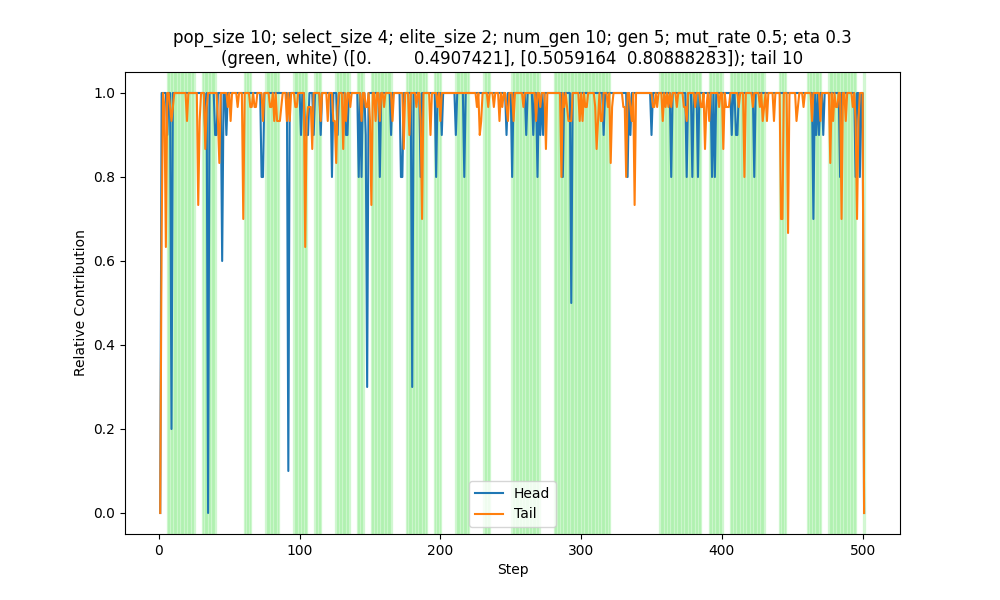 pop_size 10; select_size 4; elite_size 2; num_gen 10; gen 5; mut_rate 0.5; eta 0.3
(green, white) ([0. 0.4907421], [0.5059164 0.80888283]); tail 10
1.0
0.8
0.6
0.4
0.2
0.0
Relative Contribution
Head
Tail
0 100 200 300 400 500
Step